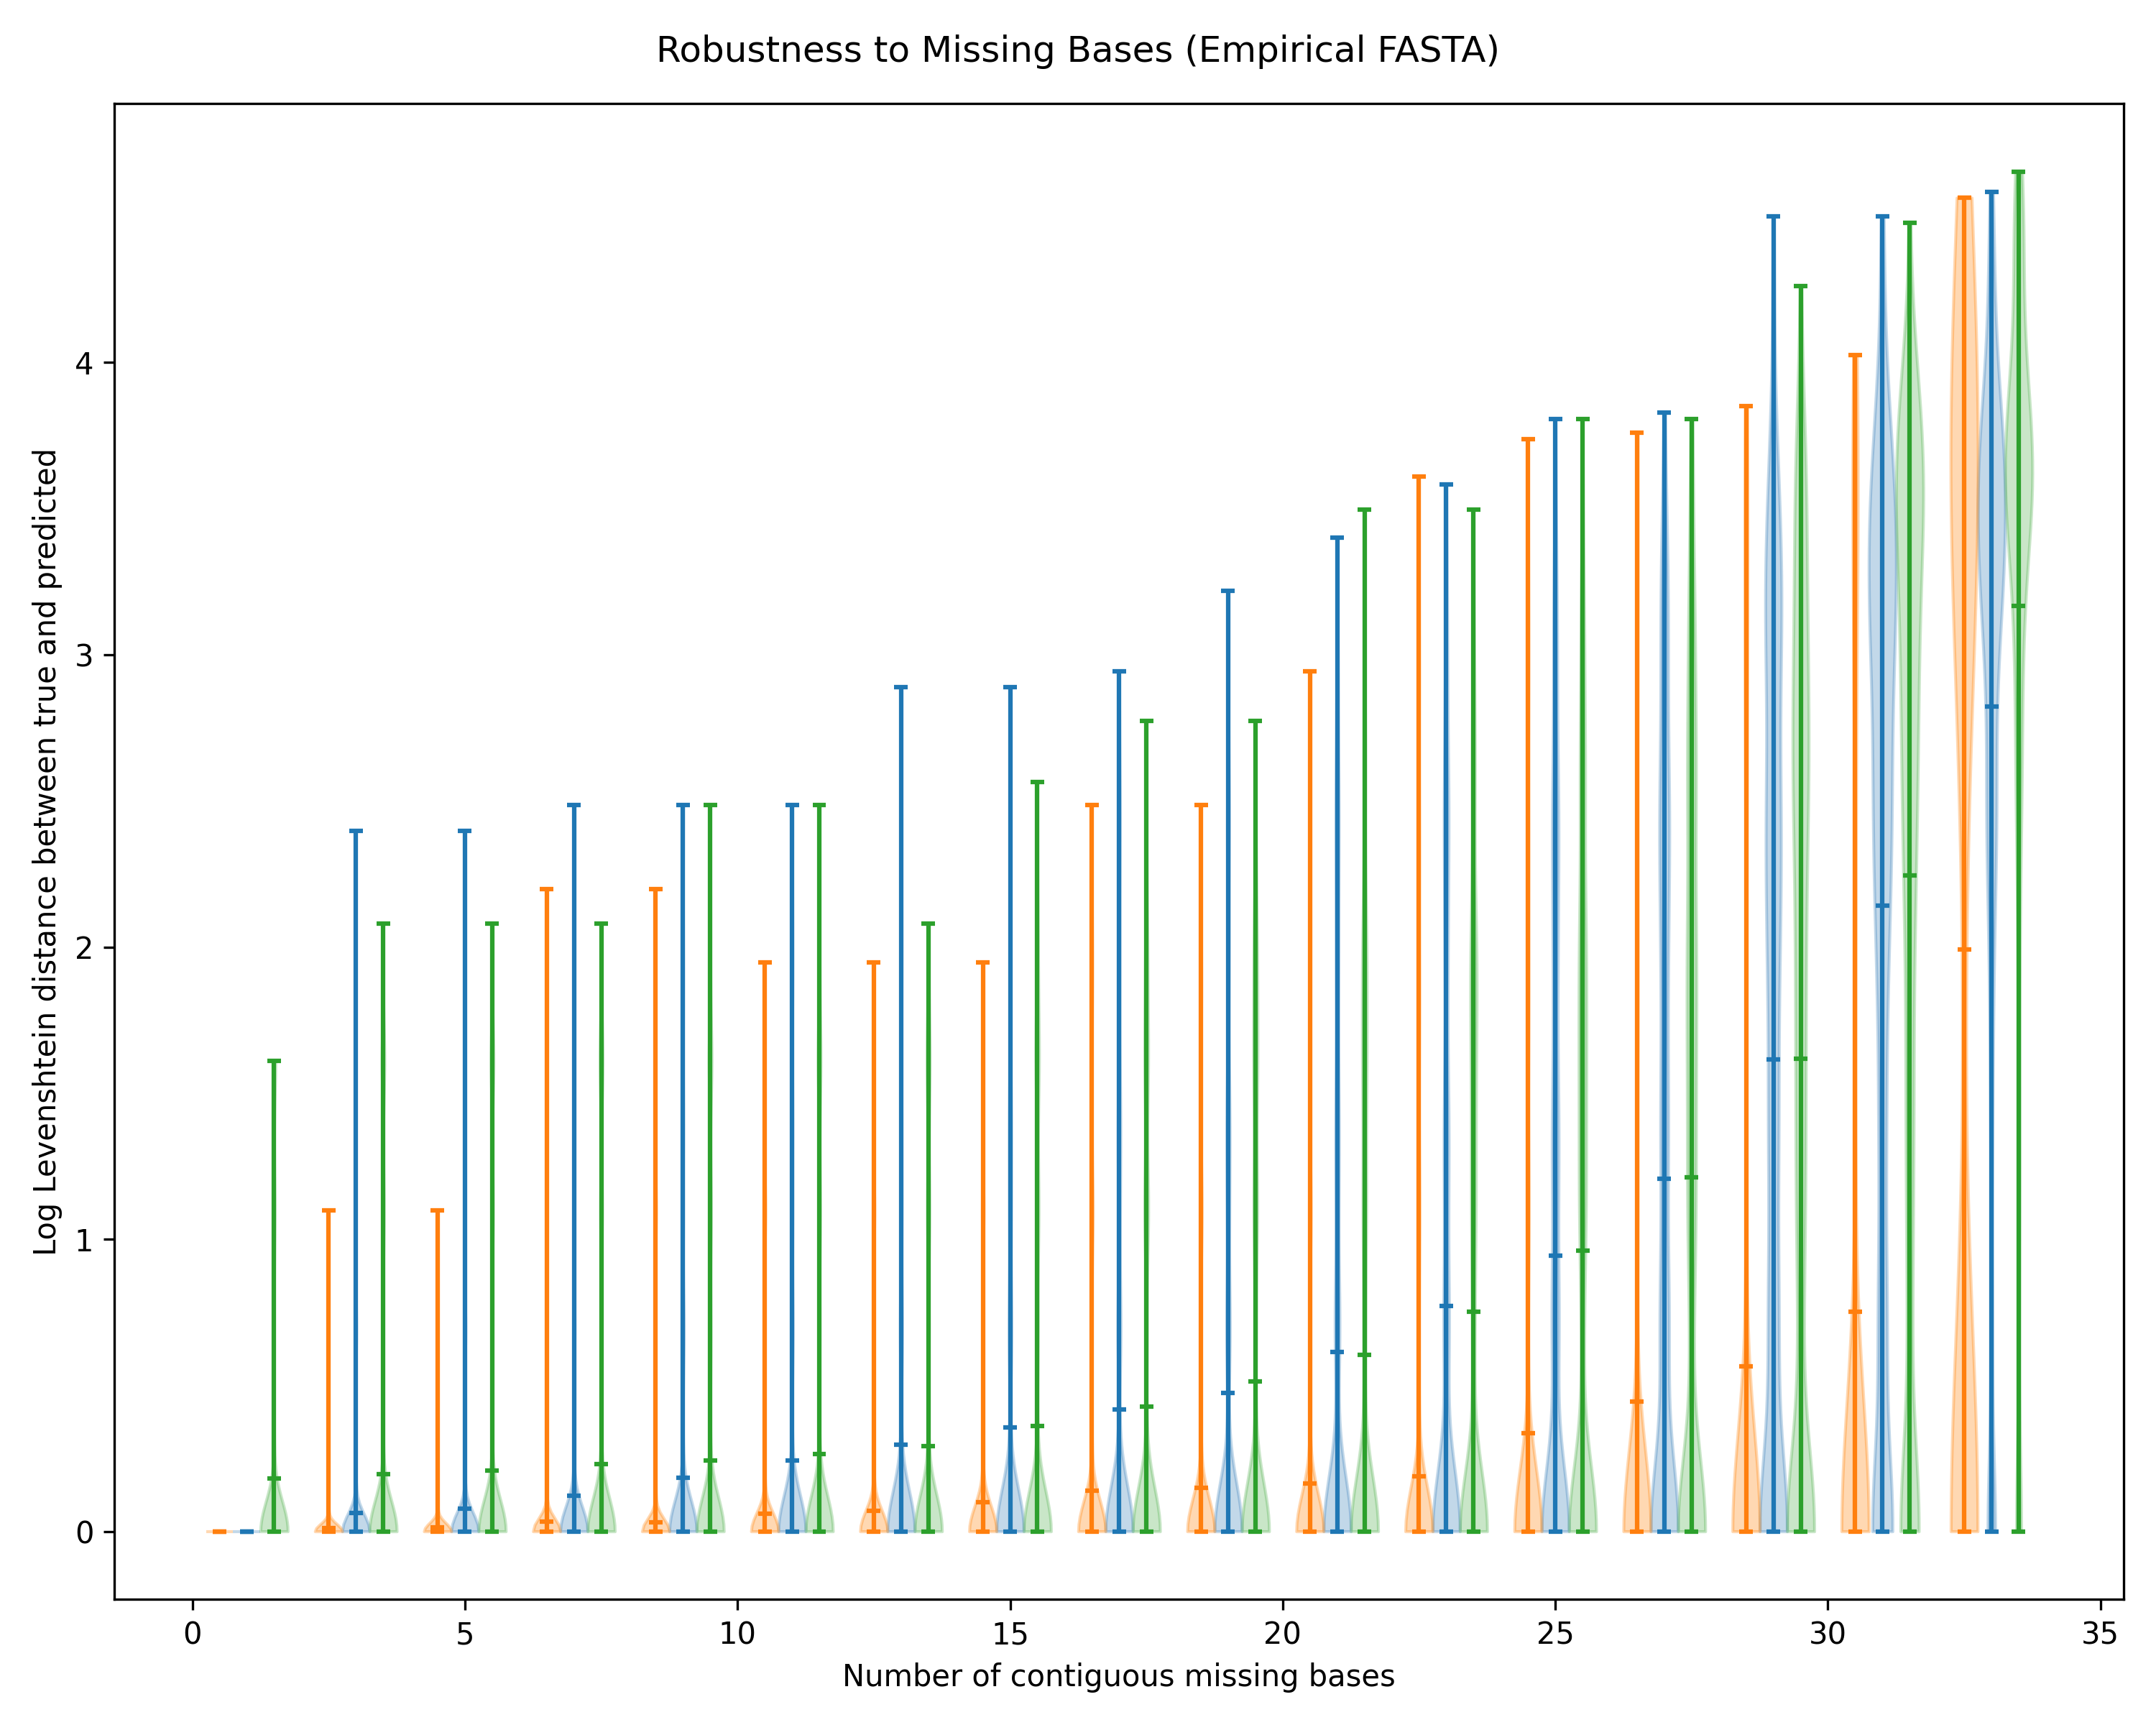 Robustness to Missing Bases (Empirical FASTA)
Log Levenshtein distance between true and predicted
4
3
2
1
0
0 5 10 15 20 25 30 35
Number of contiguous missing bases